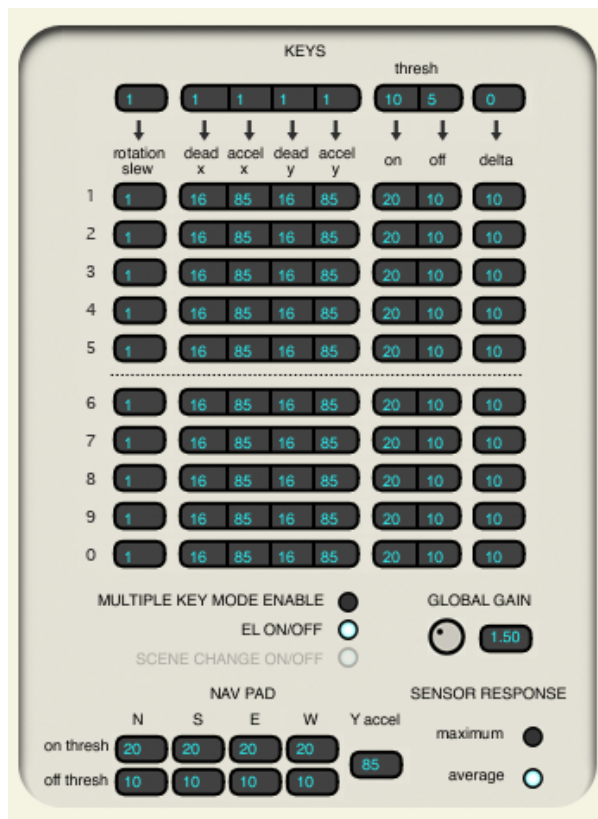 KEYS
thresh
1 1 1 1 1 10 5 0
rotation slew dead x accel x dead y accel y on off delta
1 1 16 85 16 85 20 10 10
2 1 16 85 16 85 20 10 10
3 1 16 85 16 85 20 10 10
4 1 16 85 16 85 20 10 10
5 1 16 85 16 85 20 10 10
6 1 16 85 16 85 20 10 10
7 1 16 85 16 85 20 10 10
8 1 16 85 16 85 20 10 10
9 1 16 85 16 85 20 10 10
0 1 16 85 16 85 20 10 10
MULTIPLE KEY MODE ENABLE
EL ON/OFF
SCENE CHANGE ON/OFF
GLOBAL GAIN
1.50
NAV PAD
N S E W Y accel
on thresh 20 20 20 20
85
off thresh 10 10 10 10
SENSOR RESPONSE
maximum
average